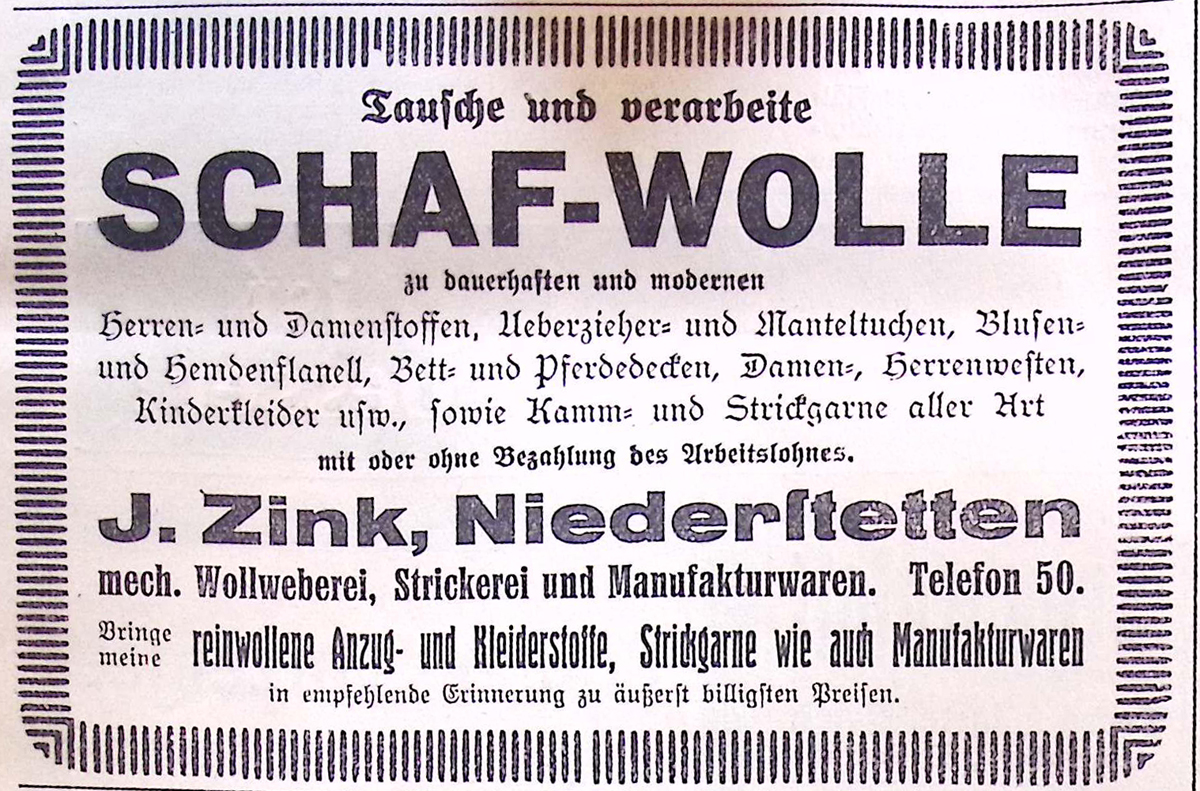 Tausche und verarbeite
SCHAF-WOLLE
zu dauerhaften und modernen
Herren- und Damenstoffen, Ueberzieher- und Manteltuchen, Blusen-
und Hemdenflanell, Bett- und Pferdedecken, Damen-, Herrenwesten,
Kinderkleider usw., sowie Kamm- und Strickgarne aller Art
mit oder ohne Bezahlung des Arbeitslohnes.
J. Zink, Niederſtetten
mech. Wollweberei, Strickerei und Manufakturwaren. Telefon 50.
Bringe meine reinwollene Anzug- und Kleiderstoffe, Strickgarne wie auch Manufakturwaren
in empfehlende Erinnerung zu äußerst billigsten Preisen.